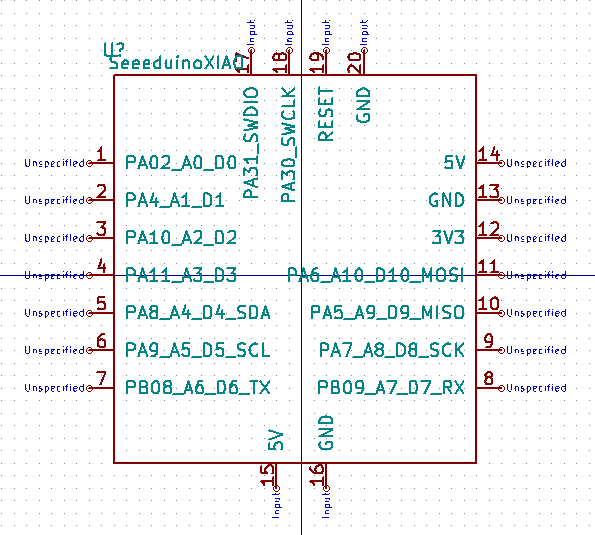 Input Input Input Input
U?
SeeeduinoXIAO
17 18 19 20
PA31_SWDIO PA30_SWCLK RESET GND
Unspecified 1 PA02_A0_D0 5V 14 Unspecified
Unspecified 2 PA4_A1_D1 GND 13 Unspecified
Unspecified 3 PA10_A2_D2 3V3 12 Unspecified
Unspecified 4 PA11_A3_D3 PA6_A10_D10_MOSI 11 Unspecified
Unspecified 5 PA8_A4_D4_SDA PA5_A9_D9_MISO 10 Unspecified
Unspecified 6 PA9_A5_D5_SCL PA7_A8_D8_SCK 9 Unspecified
Unspecified 7 PB08_A6_D6_TX PB09_A7_D7_RX 8 Unspecified
5V GND
15 16
Input Input